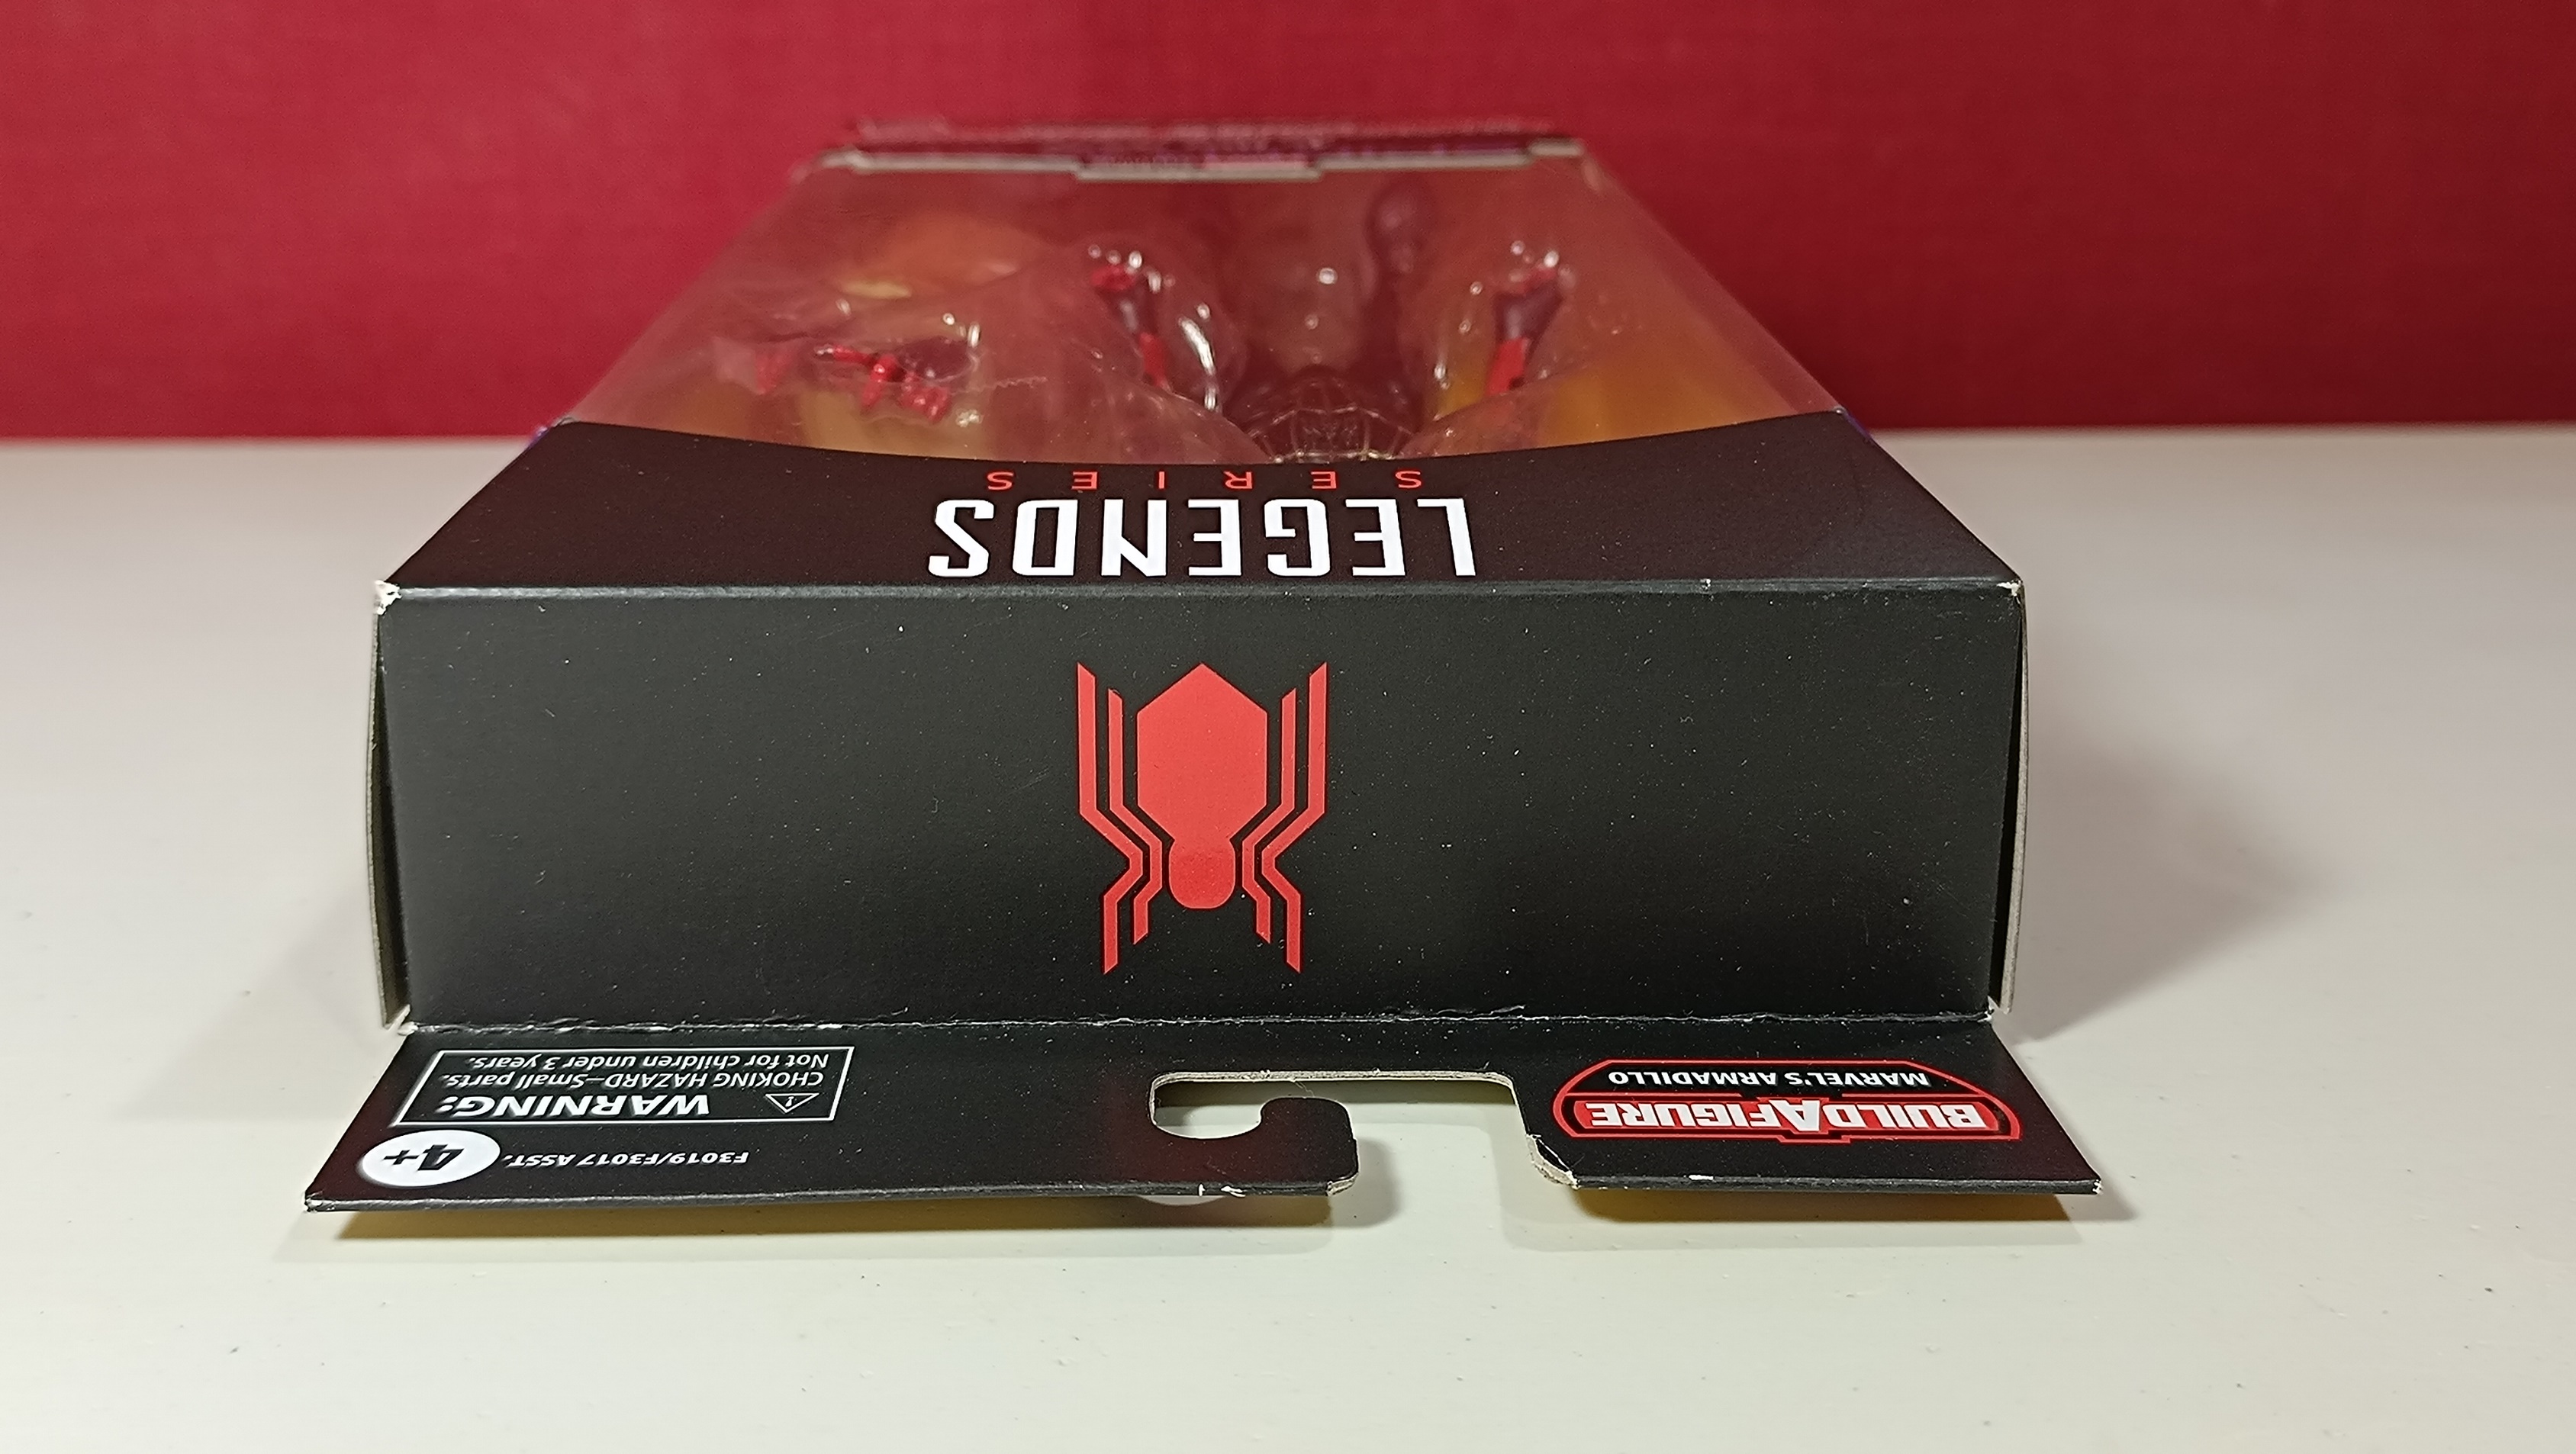 F3019/F3017 ASST.
4+
BUILDAFIGURE
MARVEL'S ARMADILLO
WARNING:
CHOKING HAZARD—Small parts.
Not for children under 3 years.
LEGENDS
SERIES